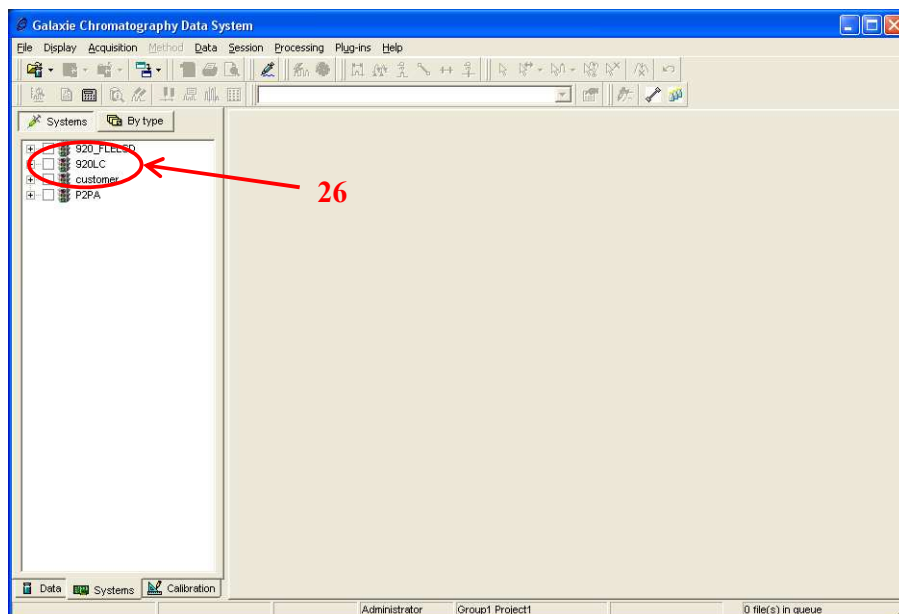 Galaxie Chromatography Data System
File Display Acquisition Method Data Session Processing Plug-ins Help
Systems By type
920_FLELSD
920LC
customer
P2PA
26
Data Systems Calibration
Administrator Group1 Project1 0 file(s) in queue